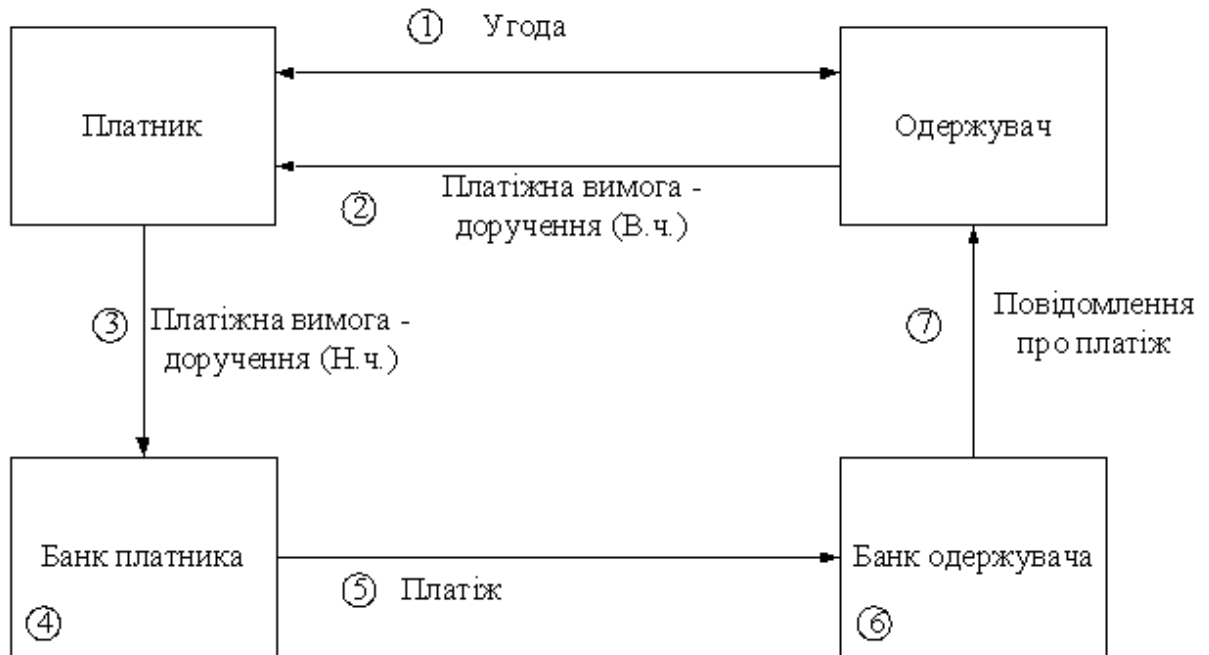 ① Угода
Платник
Одержувач
② Платіжна вимога -
доручення (В.ч.)
③ Платіжна вимога -
доручення (Н.ч.)
⑦ Повідомлення
про платіж
Банк платника
④
⑤ Платіж
Банк одержувача
⑥